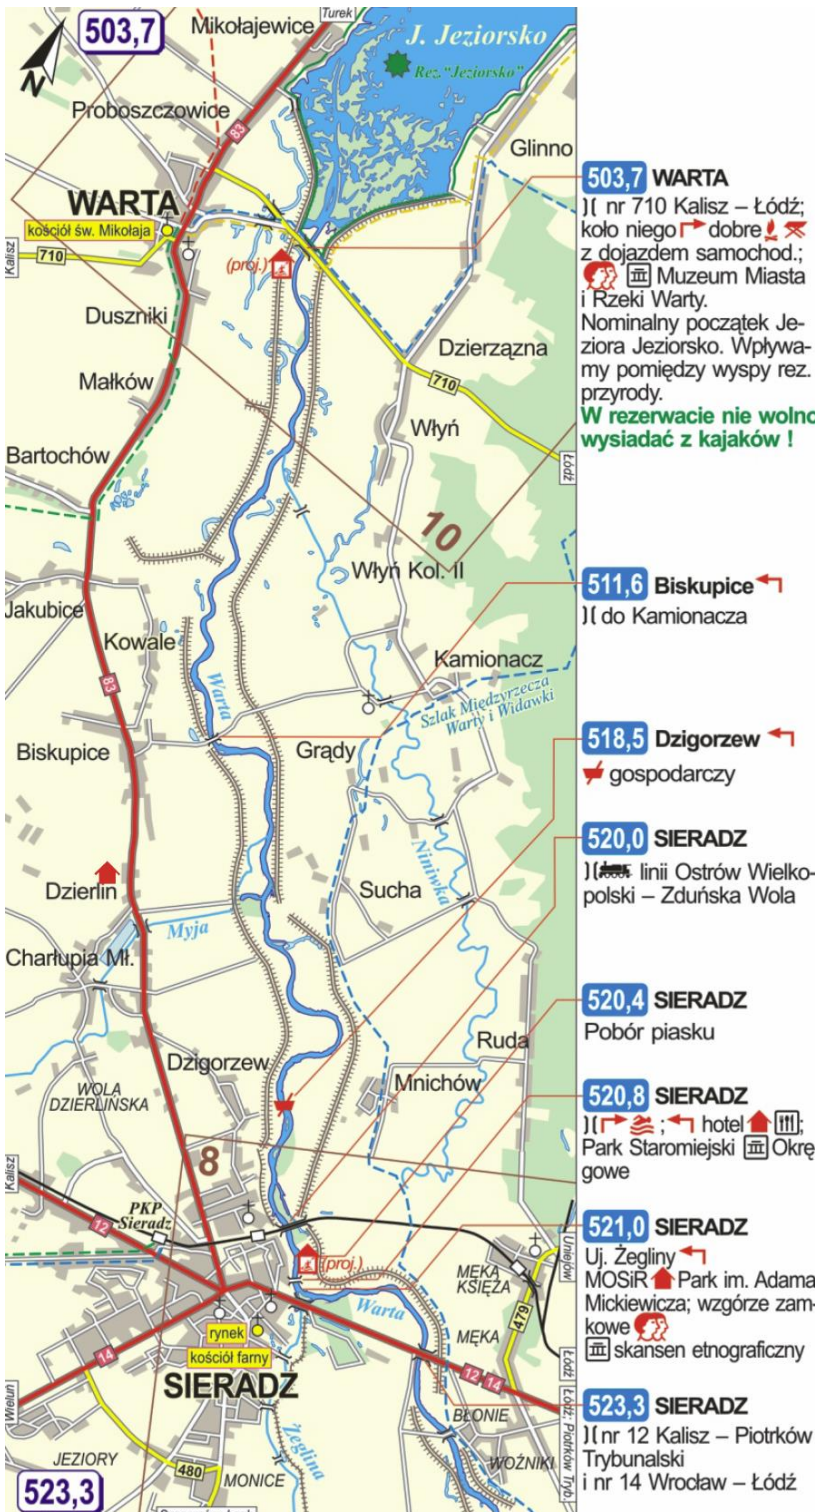 503,7
Turek
Mikołajewice
J. Jeziorsko
Rez. "Jeziorsko"
N
Proboszczowice
83
Glinno
WARTA
kościół św. Mikołaja
Kalisz
710
(proj.)
Duszniki
Dzierzązna
710
Małków
Włyń
Bartochów
Łódź
10
Włyń Kol. II
Jakubice
Kowale
Kamionacz
83
Warta
Szlak Międzyrzecza
Warty i Widawki
Biskupice
Grądy
Dzierlin
Niniwka
Sucha
Myja
Charłupia Mł.
Dzigorzew
Ruda
Mnichów
WOLA
DZIERLIŃSKA
8
Kalisz
PKP
Sieradz
12
(proj.)
MĘKA
KSIĘŻA
Uniejów
479
Warta
MĘKA
rynek
kościół farny
14
12 14
Łódź
SIERADZ
Wieluń
BŁONIE
Łódź; Piotrków Tryb.
Żeglina
WOŹNIKI
JEZIORY
480
MONICE
523,3
503,7 WARTA
nr 710 Kalisz – Łódź;
koło niego dobre
z dojazdem samochod.;
Muzeum Miasta
i Rzeki Warty.
Nominalny początek Je-
ziora Jeziorsko. Wpływa-
my pomiędzy wyspy rez.
przyrody.
W rezerwacie nie wolno
wysiadać z kajaków !
511,6 Biskupice
do Kamionacza
518,5 Dzigorzew
gospodarczy
520,0 SIERADZ
linii Ostrów Wielko-
polski – Zduńska Wola
520,4 SIERADZ
Pobór piasku
520,8 SIERADZ
; hotel ;
Park Staromiejski Okrę
gowe
521,0 SIERADZ
Uj. Żegliny
MOSiR Park im. Adama
Mickiewicza; wzgórze zam-
kowe
skansen etnograficzny
523,3 SIERADZ
nr 12 Kalisz – Piotrków
Trybunalski
i nr 14 Wrocław – Łódź